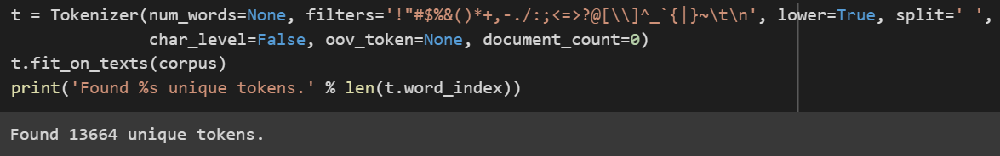 t = Tokenizer(num_words=None, filters='!"#$%&()*+,-./:;<=>?@[\\]^_`{|}~\t\n', lower=True, split=' ',
char_level=False, oov_token=None, document_count=0)
t.fit_on_texts(corpus)
print('Found %s unique tokens.' % len(t.word_index))
Found 13664 unique tokens.